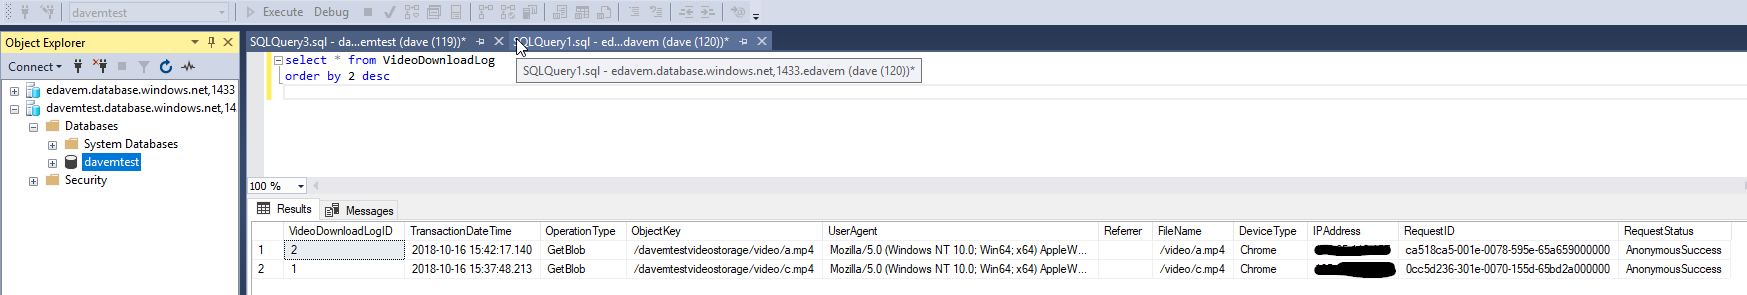 davemtest
Execute Debug
Object Explorer
Connect
edavem.database.windows.net,1433
davemtest.database.windows.net,14
Databases
System Databases
davemtest
Security
SQLQuery3.sql - da...emtest (dave (119))*
SQLQuery1.sql - ed...davem (dave (120))*
select * from VideoDownloadLog
order by 2 desc
SQLQuery1.sql - edavem.database.windows.net,1433.edavem (dave (120))*
100 %
Results Messages
VideoDownloadLogID TransactionDateTime OperationType ObjectKey UserAgent Referrer FileName DeviceType IPAddress RequestID RequestStatus
1 2 2018-10-16 15:42:17.140 GetBlob /davemtestvideostorage/video/a.mp4 Mozilla/5.0 (Windows NT 10.0; Win64; x64) AppleW... /video/a.mp4 Chrome ca518ca5-001e-0078-595e-65a659000000 AnonymousSuccess
2 1 2018-10-16 15:37:48.213 GetBlob /davemtestvideostorage/video/c.mp4 Mozilla/5.0 (Windows NT 10.0; Win64; x64) AppleW... /video/c.mp4 Chrome 0cc5d236-301e-0070-155d-65bd2a000000 AnonymousSuccess